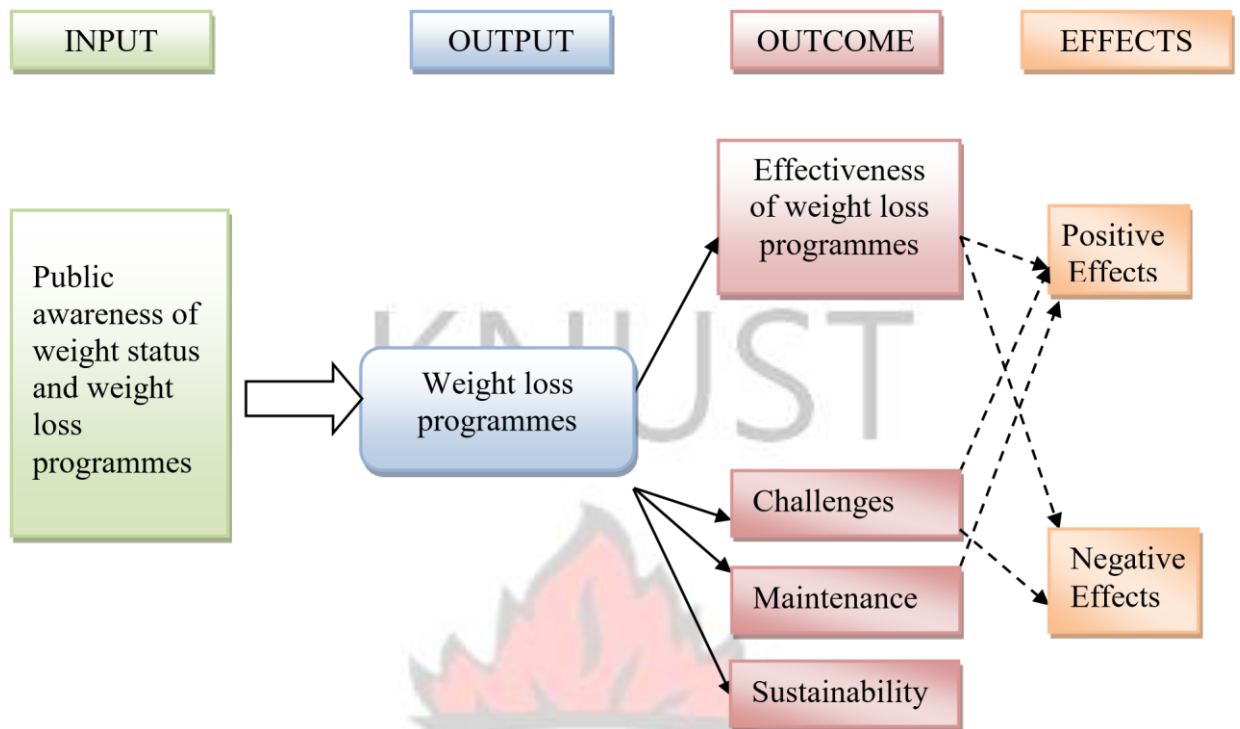 INPUT
OUTPUT
OUTCOME
EFFECTS
Public
awareness of
weight status
and weight
loss
programmes
Weight loss
programmes
Effectiveness
of weight loss
programmes
Challenges
Maintenance
Sustainability
Positive
Effects
Negative
Effects
KNUST